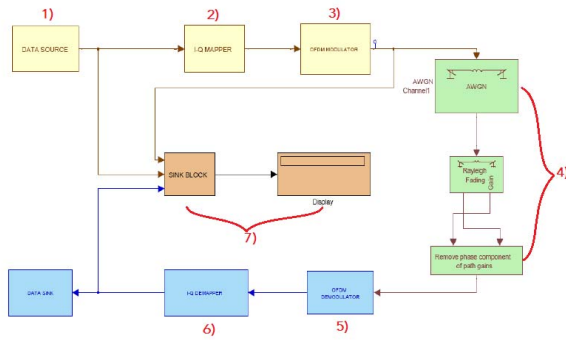 1)
2)
3)
DATA SOURCE
I-Q MAPPER
OFDM MODULATOR
AWGN
Channel1
AWGN
4)
SINK BLOCK
Rayleigh
Fading
Gain
Display
7)
Remove phase component
of path gains
DATA SINK
I-Q DEMAPPER
OFDM
DEMODULATOR
6)
5)